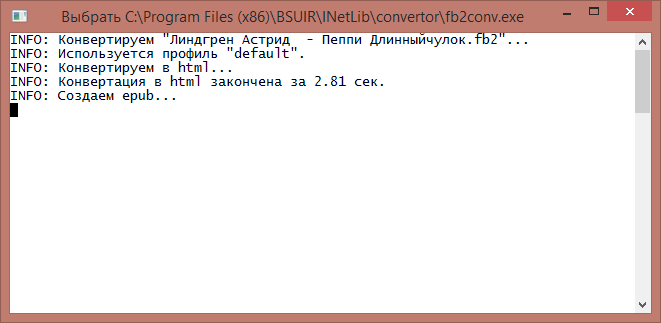 Выбрать C:\Program Files (x86)\BSUIR\INetLib\convertor\fb2conv.exe
INFO: Конвертируем "Линдгрен Астрид  - Пеппи Длинныйчулок.fb2"...
INFO: Используется профиль "default".
INFO: Конвертируем в html...
INFO: Конвертация в html закончена за 2.81 сек.
INFO: Создаем epub...